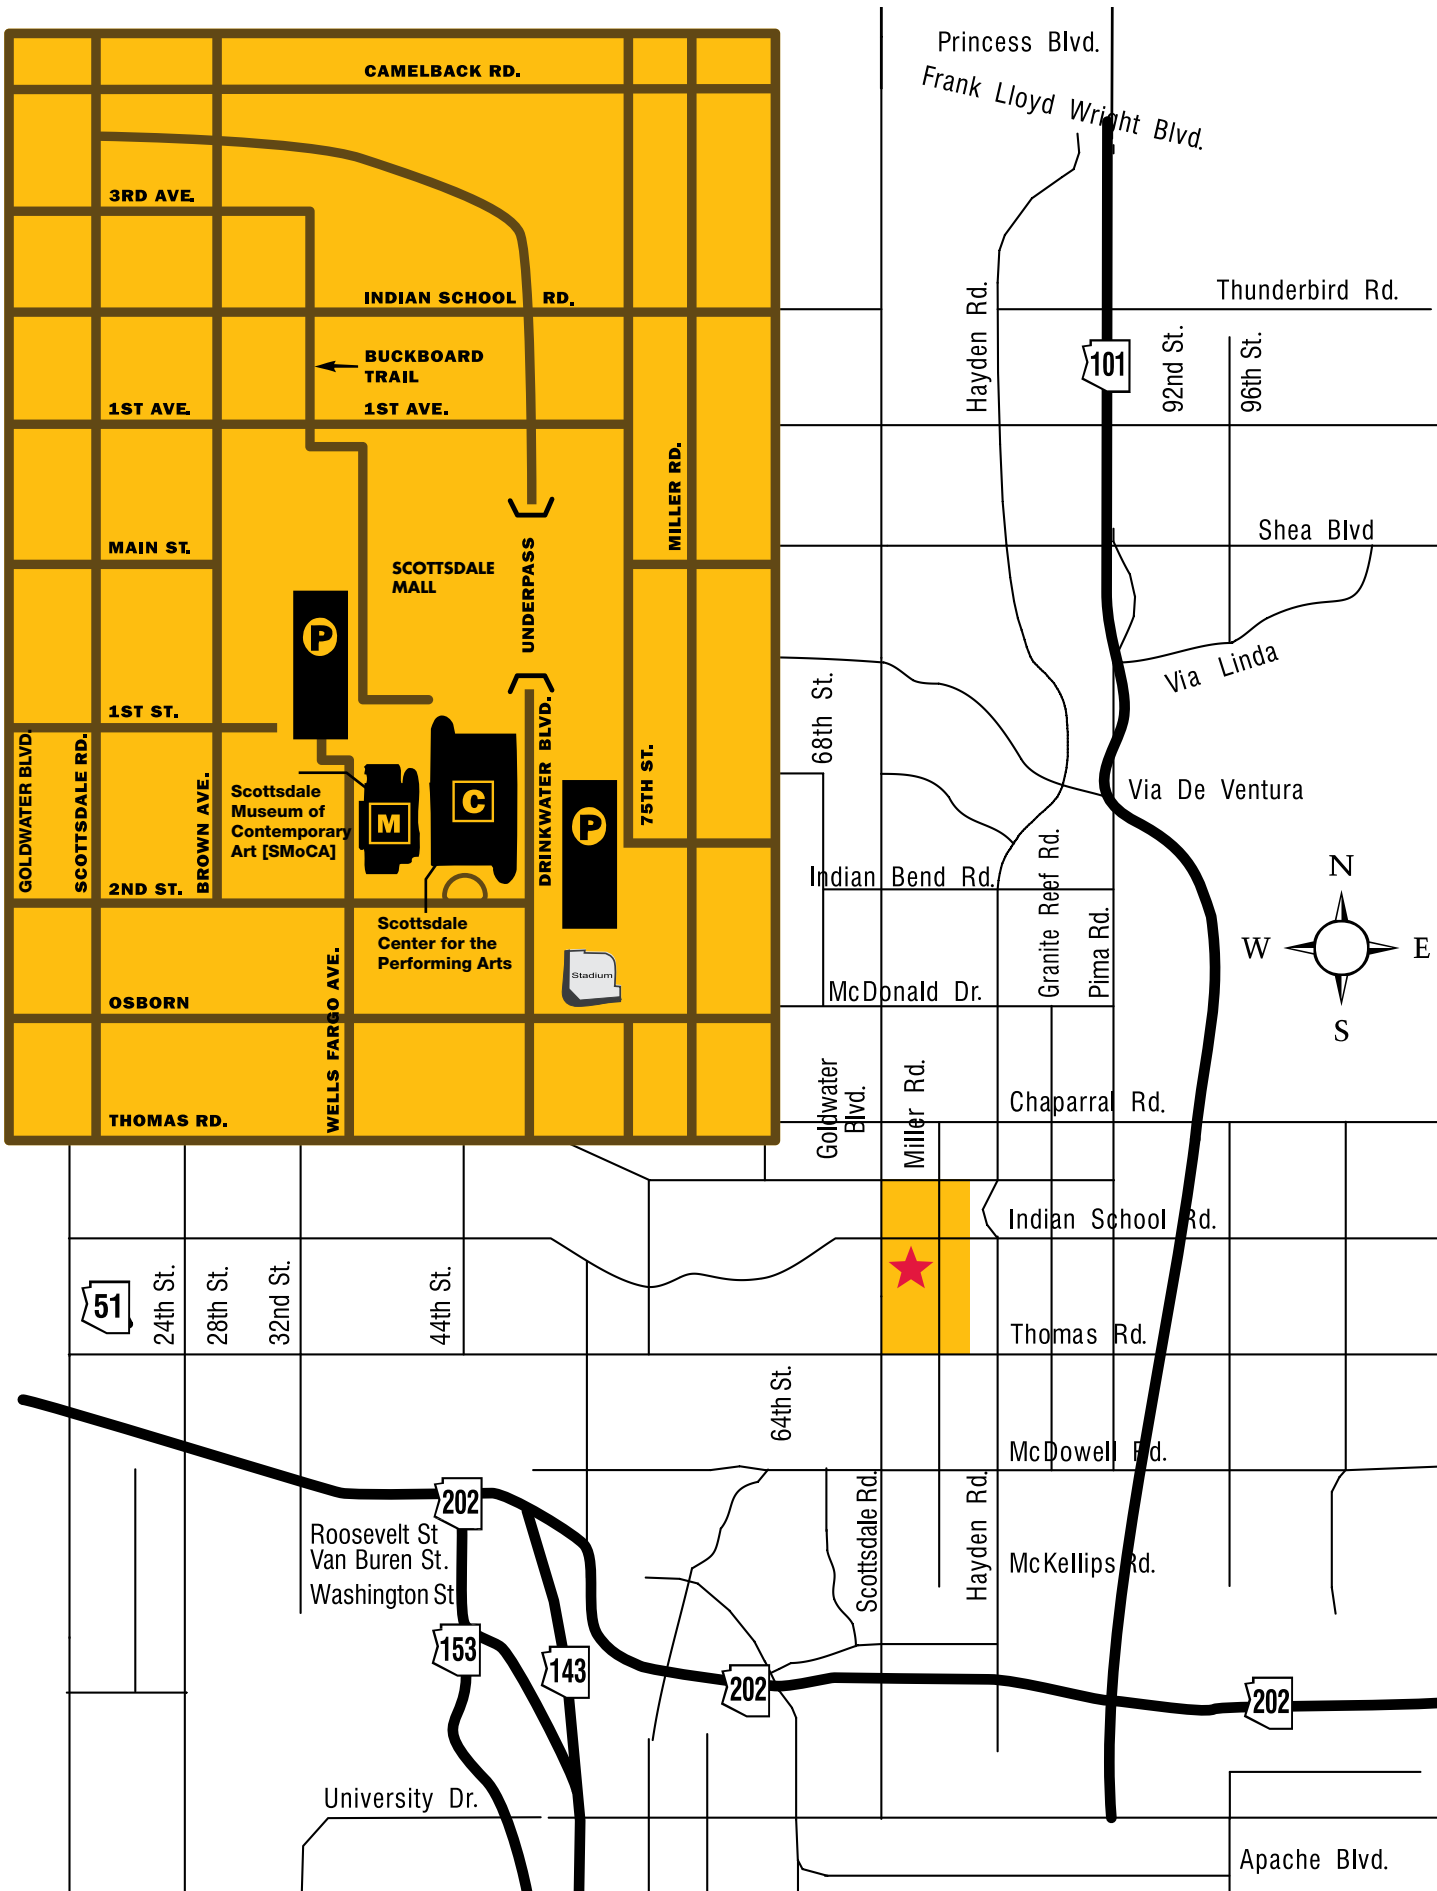 CAMELBACK RD.
3RD AVE.
INDIAN SCHOOL RD.
BUCKBOARD
TRAIL
1ST AVE.
1ST AVE.
MILLER RD.
MAIN ST.
SCOTTSDALE
MALL
UNDERPASS
P
1ST ST.
GOLDWATER BLVD.
SCOTTSDALE RD.
BROWN AVE.
Scottsdale
Museum of
Contemporary
Art [SMoCA]
M
C
DRINKWATER BLVD.
P
75TH ST.
2ND ST.
Scottsdale
Center for the
Performing Arts
Stadium
WELLS FARGO AVE.
OSBORN
THOMAS RD.
Princess Blvd.
Frank Lloyd Wright Blvd.
Hayden Rd.
Thunderbird Rd.
101
92nd St.
96th St.
Shea Blvd
Via Linda
68th St.
Via De Ventura
Indian Bend Rd.
Granite Reef Rd.
Pima Rd.
N
W
E
S
McDonald Dr.
Goldwater
Blvd.
Miller Rd.
Chaparral Rd.
Indian School Rd.
51
24th St.
28th St.
32nd St.
44th St.
Thomas Rd.
64th St.
McDowell Rd.
202
Roosevelt St
Van Buren St.
Washington St
Scottsdale Rd.
Hayden Rd.
McKellips Rd.
153
143
202
202
University Dr.
Apache Blvd.